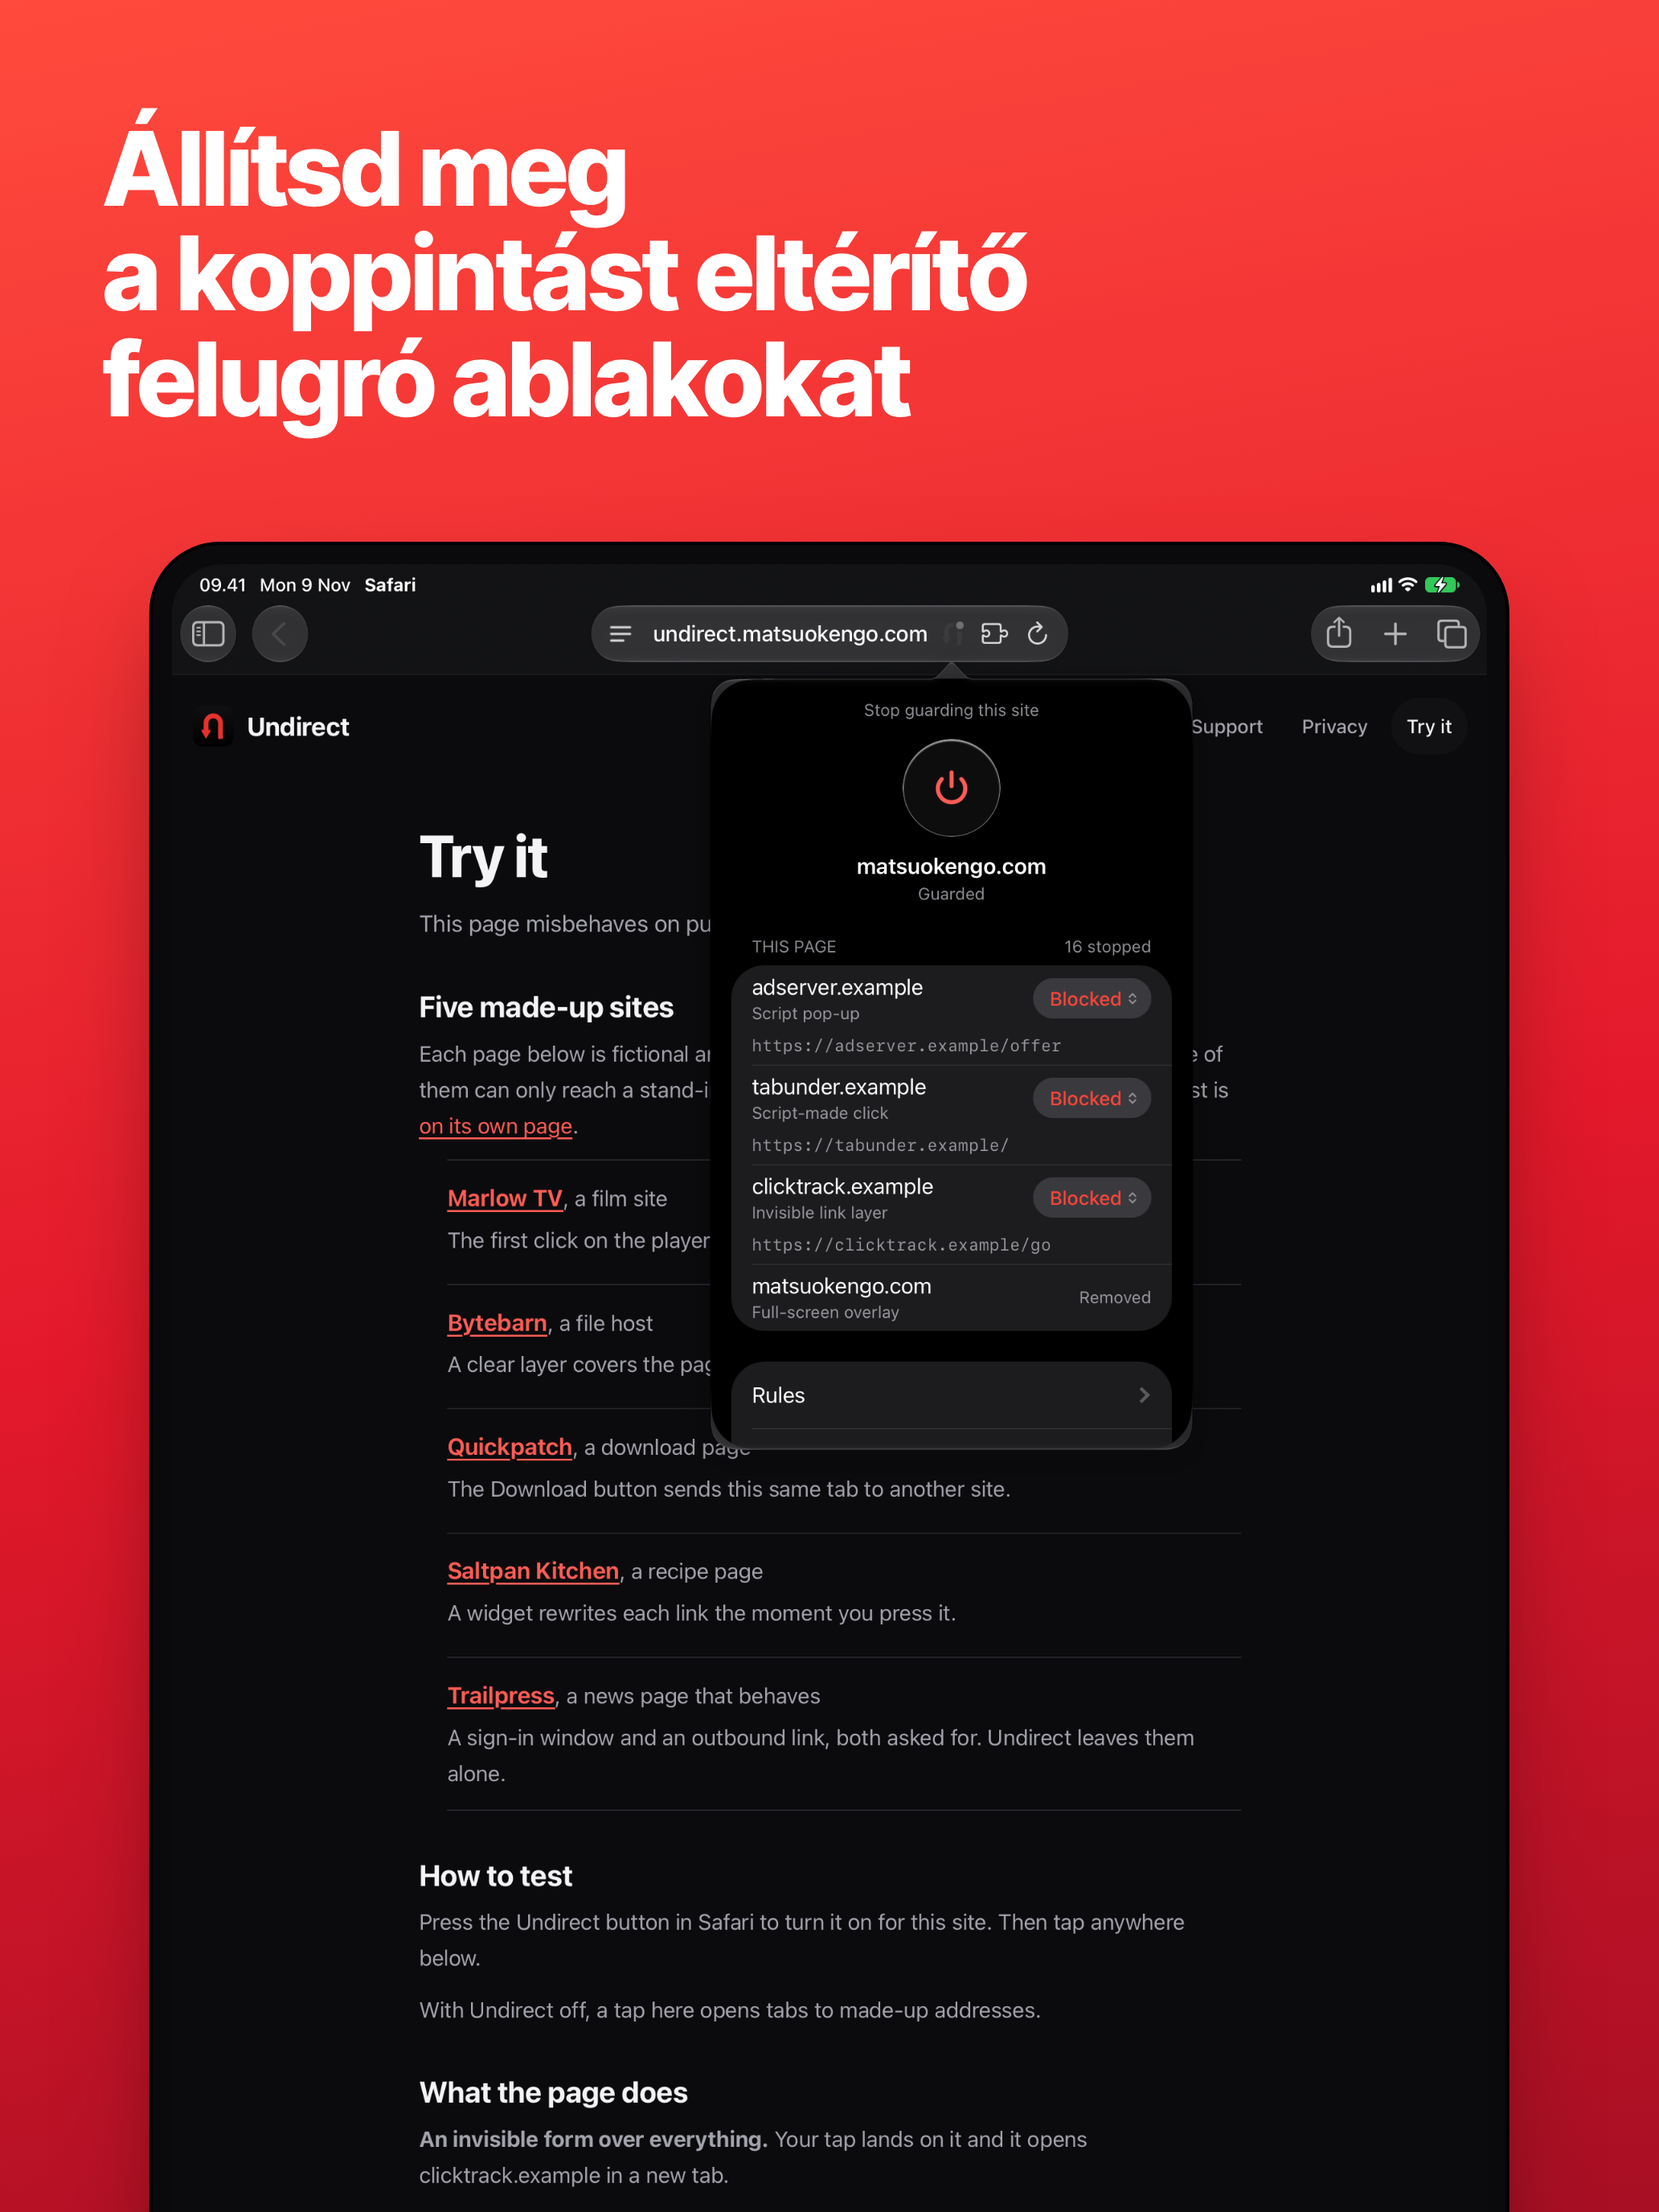 Állítsd meg
a koppintást eltérítő
felugró ablakokat
09.41 Mon 9 Nov Safari
undirect.matsuokengo.com
Undirect
Support Privacy Try it
Stop guarding this site
matsuokengo.com
Guarded
THIS PAGE 16 stopped
adserver.example
Script pop-up
Blocked
https://adserver.example/offer
tabunder.example
Script-made click
Blocked
https://tabunder.example/
clicktrack.example
Invisible link layer
Blocked
https://clicktrack.example/go
matsuokengo.com
Full-screen overlay
Removed
Rules
Try it
This page misbehaves on
Five made-up sites
Each page below is fictional of
them can only reach a is
on its own page.
Marlow TV, a film site
The first click on the player
Bytebarn, a file host
A clear layer covers the
Quickpatch, a download page
The Download button sends this same tab to another site.
Saltpan Kitchen, a recipe page
A widget rewrites each link the moment you press it.
Trailpress, a news page that behaves
A sign-in window and an outbound link, both asked for. Undirect leaves them
alone.
How to test
Press the Undirect button in Safari to turn it on for this site. Then tap anywhere
below.
With Undirect off, a tap here opens tabs to made-up addresses.
What the page does
An invisible form over everything. Your tap lands on it and it opens
clicktrack.example in a new tab.